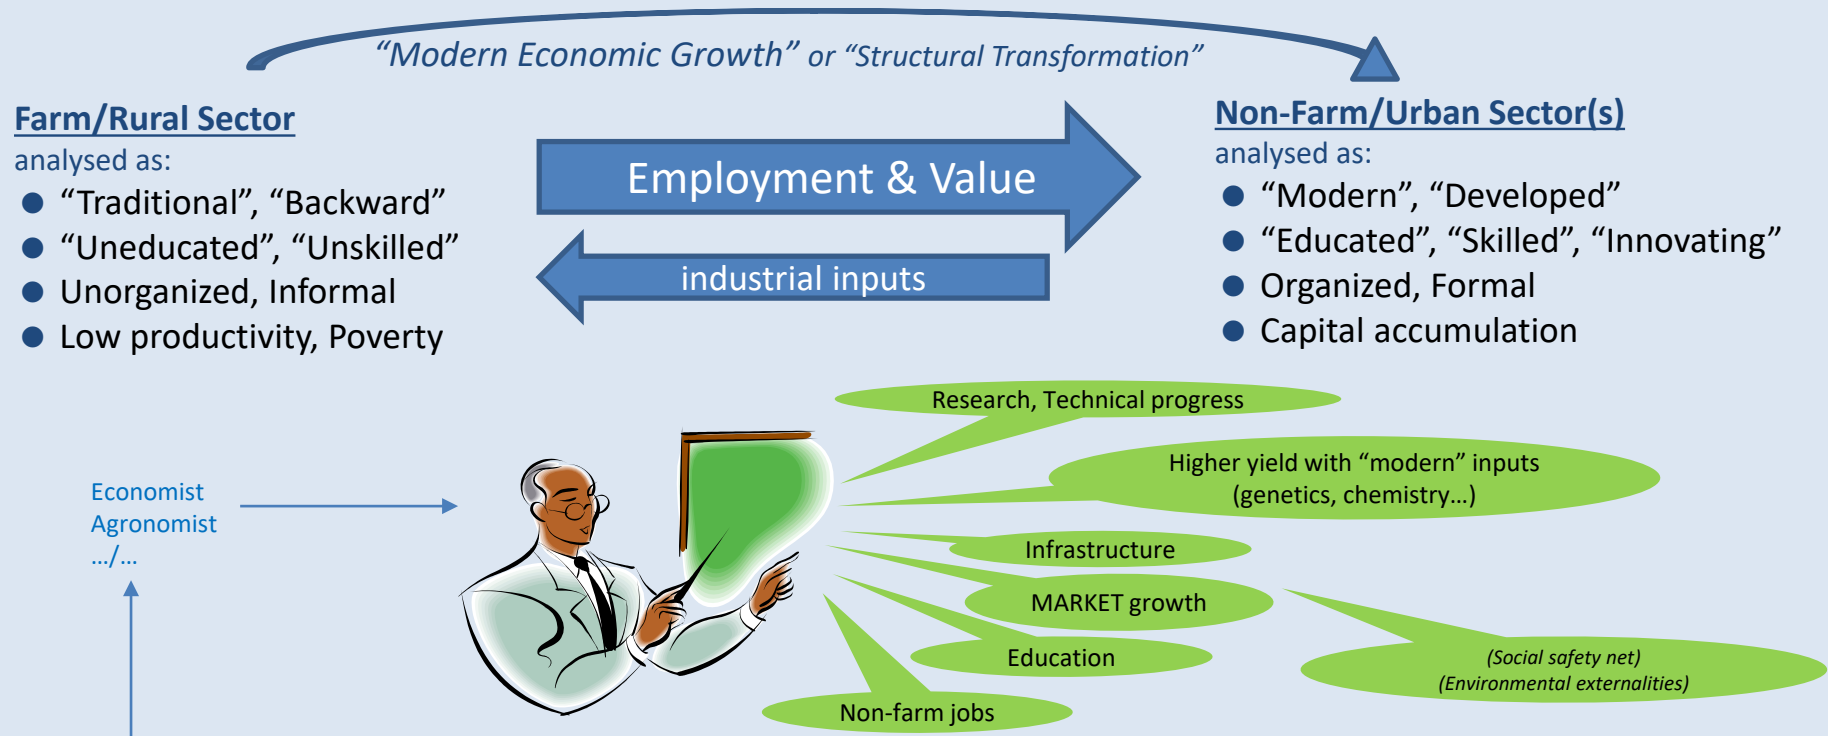 “Modern Economic Growth” or “Structural Transformation”
Farm/Rural Sector
analysed as:
● “Traditional”, “Backward”
● “Uneducated”, “Unskilled”
● Unorganized, Informal
● Low productivity, Poverty
Employment & Value
industrial inputs
Non-Farm/Urban Sector(s)
analysed as:
● “Modern”, “Developed”
● “Educated”, “Skilled”, “Innovating”
● Organized, Formal
● Capital accumulation
Economist
Agronomist
…/…
Research, Technical progress
Higher yield with “modern” inputs
(genetics, chemistry…)
Infrastructure
MARKET growth
Education
(Social safety net)
(Environmental externalities)
Non-farm jobs